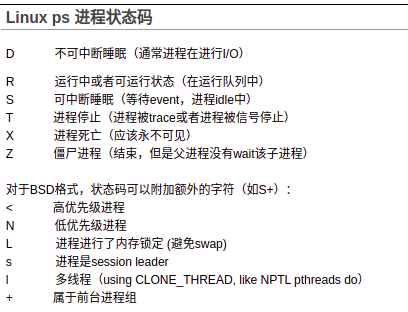 Linux ps 进程状态码
D 不可中断睡眠（通常进程在进行I/O）
R 运行中或者可运行状态（在运行队列中）
S 可中断睡眠（等待event，进程idle中）
T 进程停止（进程被trace或者进程被信号停止）
X 进程死亡（应该永不可见）
Z 僵尸进程（结束，但是父进程没有wait该子进程）
对于BSD格式，状态码可以附加额外的字符（如S+）：
< 高优先级进程
N 低优先级进程
L 进程进行了内存锁定 (避免swap)
s 进程是session leader
l 多线程（using CLONE_THREAD, like NPTL pthreads do）
+ 属于前台进程组